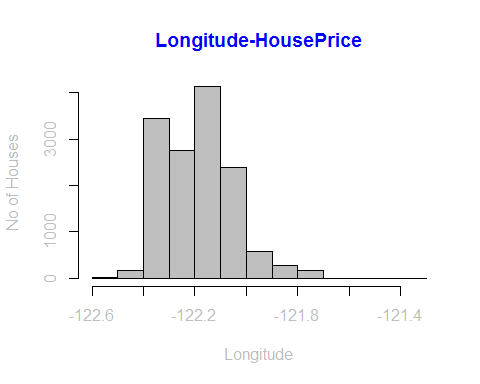 Longitude-HousePrice
No of Houses
3000
1000
0
-122.6 -122.2 -121.8 -121.4
Longitude